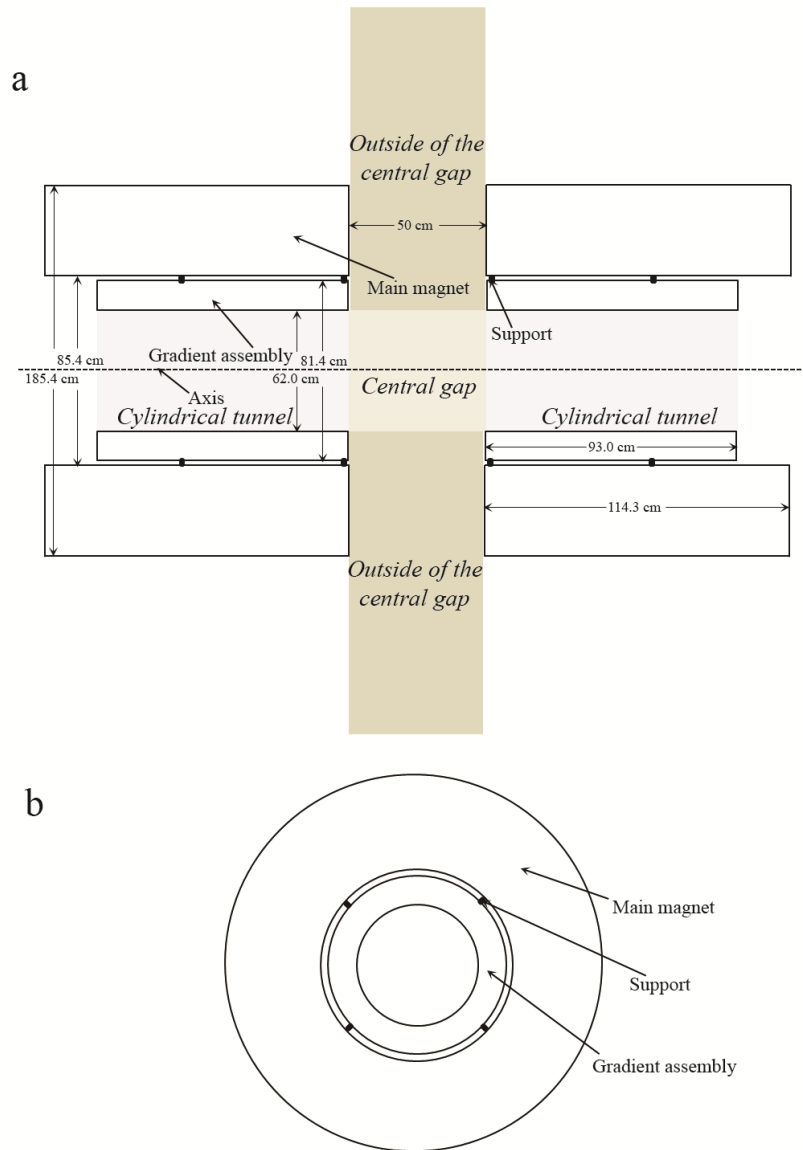 a
Outside of the
central gap
50 cm
Main magnet
Support
Gradient assembly
85.4 cm
81.4 cm
185.4 cm
62.0 cm
Axis
Central gap
Cylindrical tunnel
Cylindrical tunnel
93.0 cm
114.3 cm
Outside of the
central gap
b
Main magnet
Support
Gradient assembly